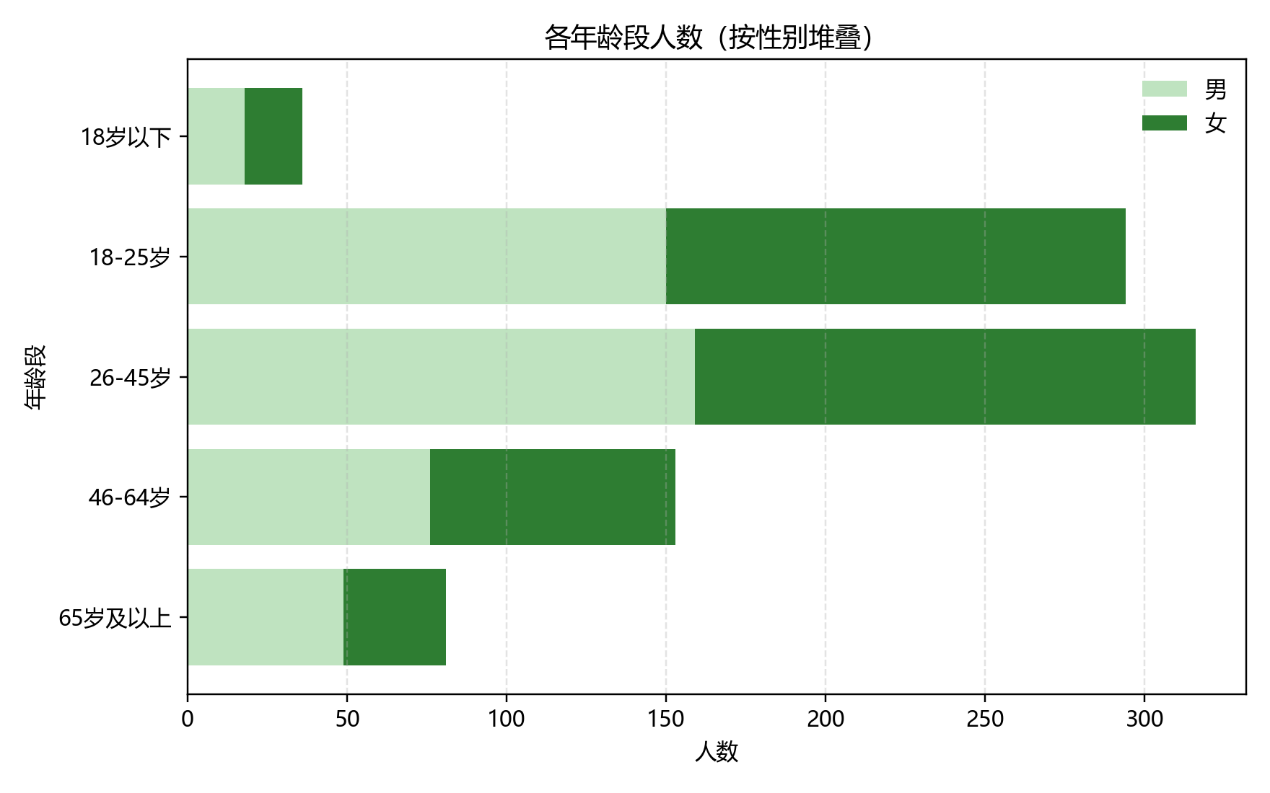 各年龄段人数（按性别堆叠）
男
女
18岁以下
18-25岁
26-45岁
46-64岁
65岁及以上
年龄段
0 50 100 150 200 250 300
人数